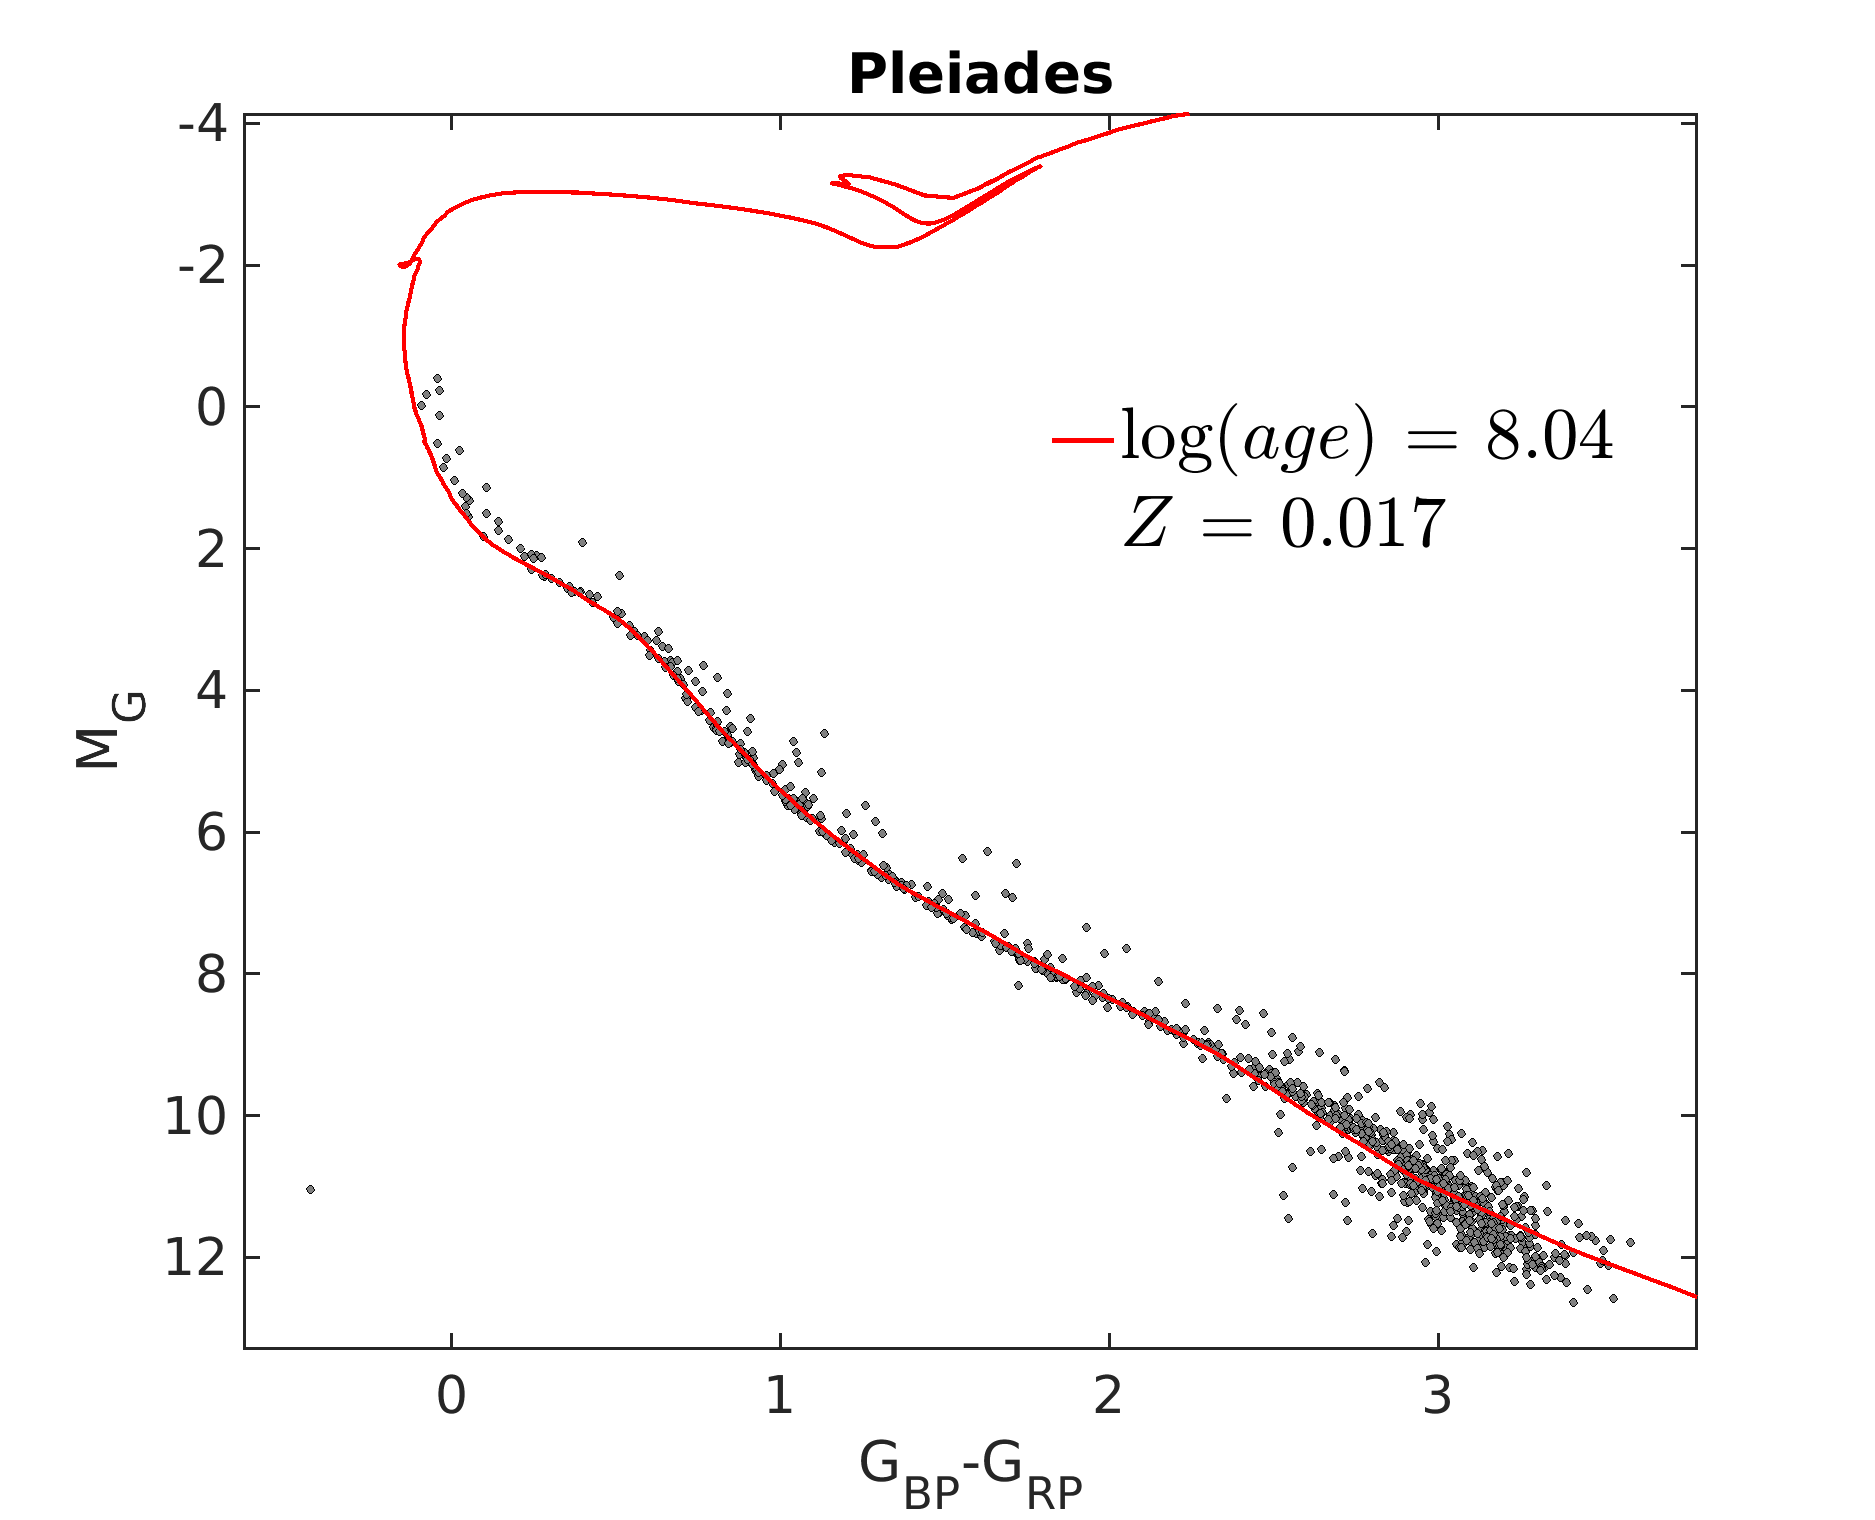 Pleiades
-4
-2
0
2
4
6
8
10
12
M_G
log(age) = 8.04
Z = 0.017
0 1 2 3
G_BP-G_RP